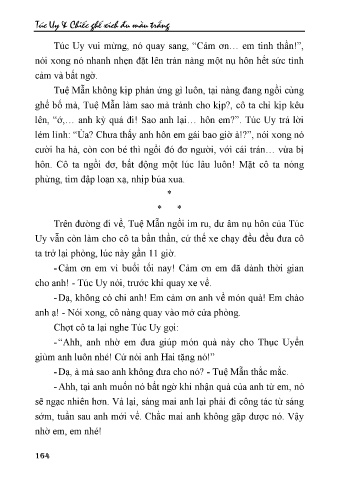 Túc Uy & Chiếc ghế xích đu màu trắng
Túc Uy vui mừng, nó quay sang, “Cám ơn… em tinh thần!”,
nói xong nó nhanh nhẹn đặt lên trán nàng một nụ hôn hết sức tình
cảm và bất ngờ.
Tuệ Mẫn không kịp phản ứng gì luôn, tại nàng đang ngồi cùng
ghế bố mà, Tuệ Mẫn làm sao mà tránh cho kịp?, cô ta chỉ kịp kêu
lên, “ớ,… anh kỳ quá đi! Sao anh lại… hôn em?”. Túc Uy trả lời
lém lỉnh: “Ủa? Chưa thấy anh hôn em gái bao giờ à!?”, nói xong nó
cười ha hả, còn con bé thì ngồi đó đơ người, với cái trán… vừa bị
hôn. Cô ta ngồi đơ, bất động một lúc lâu luôn! Mặt cô ta nóng
phừng, tim đập loạn xạ, nhịp búa xua.
*
* *
Trên đường đi về, Tuệ Mẫn ngồi im ru, dư âm nụ hôn của Túc
Uy vẫn còn làm cho cô ta bần thần, cứ thế xe chạy đều đều đưa cô
ta trở lại phòng, lúc này gần 11 giờ.
- Cám ơn em vì buổi tối nay! Cám ơn em đã dành thời gian
cho anh! - Túc Uy nói, trước khi quay xe về.
- Dạ, không có chi anh! Em cám ơn anh về món quà! Em chào
anh ạ! - Nói xong, cô nàng quay vào mở cửa phòng.
Chợt cô ta lại nghe Túc Uy gọi:
- “Ahh, anh nhờ em đưa giúp món quà này cho Thục Uyển
giùm anh luôn nhé! Cứ nói anh Hai tặng nó!”
- Dạ, à mà sao anh không đưa cho nó? - Tuệ Mẫn thắc mắc.
- Ahh, tại anh muốn nó bất ngờ khi nhận quà của anh từ em, nó
sẽ ngạc nhiên hơn. Vả lại, sáng mai anh lại phải đi công tác từ sáng
sớm, tuần sau anh mới về. Chắc mai anh không gặp được nó. Vậy
nhờ em, em nhé!
164